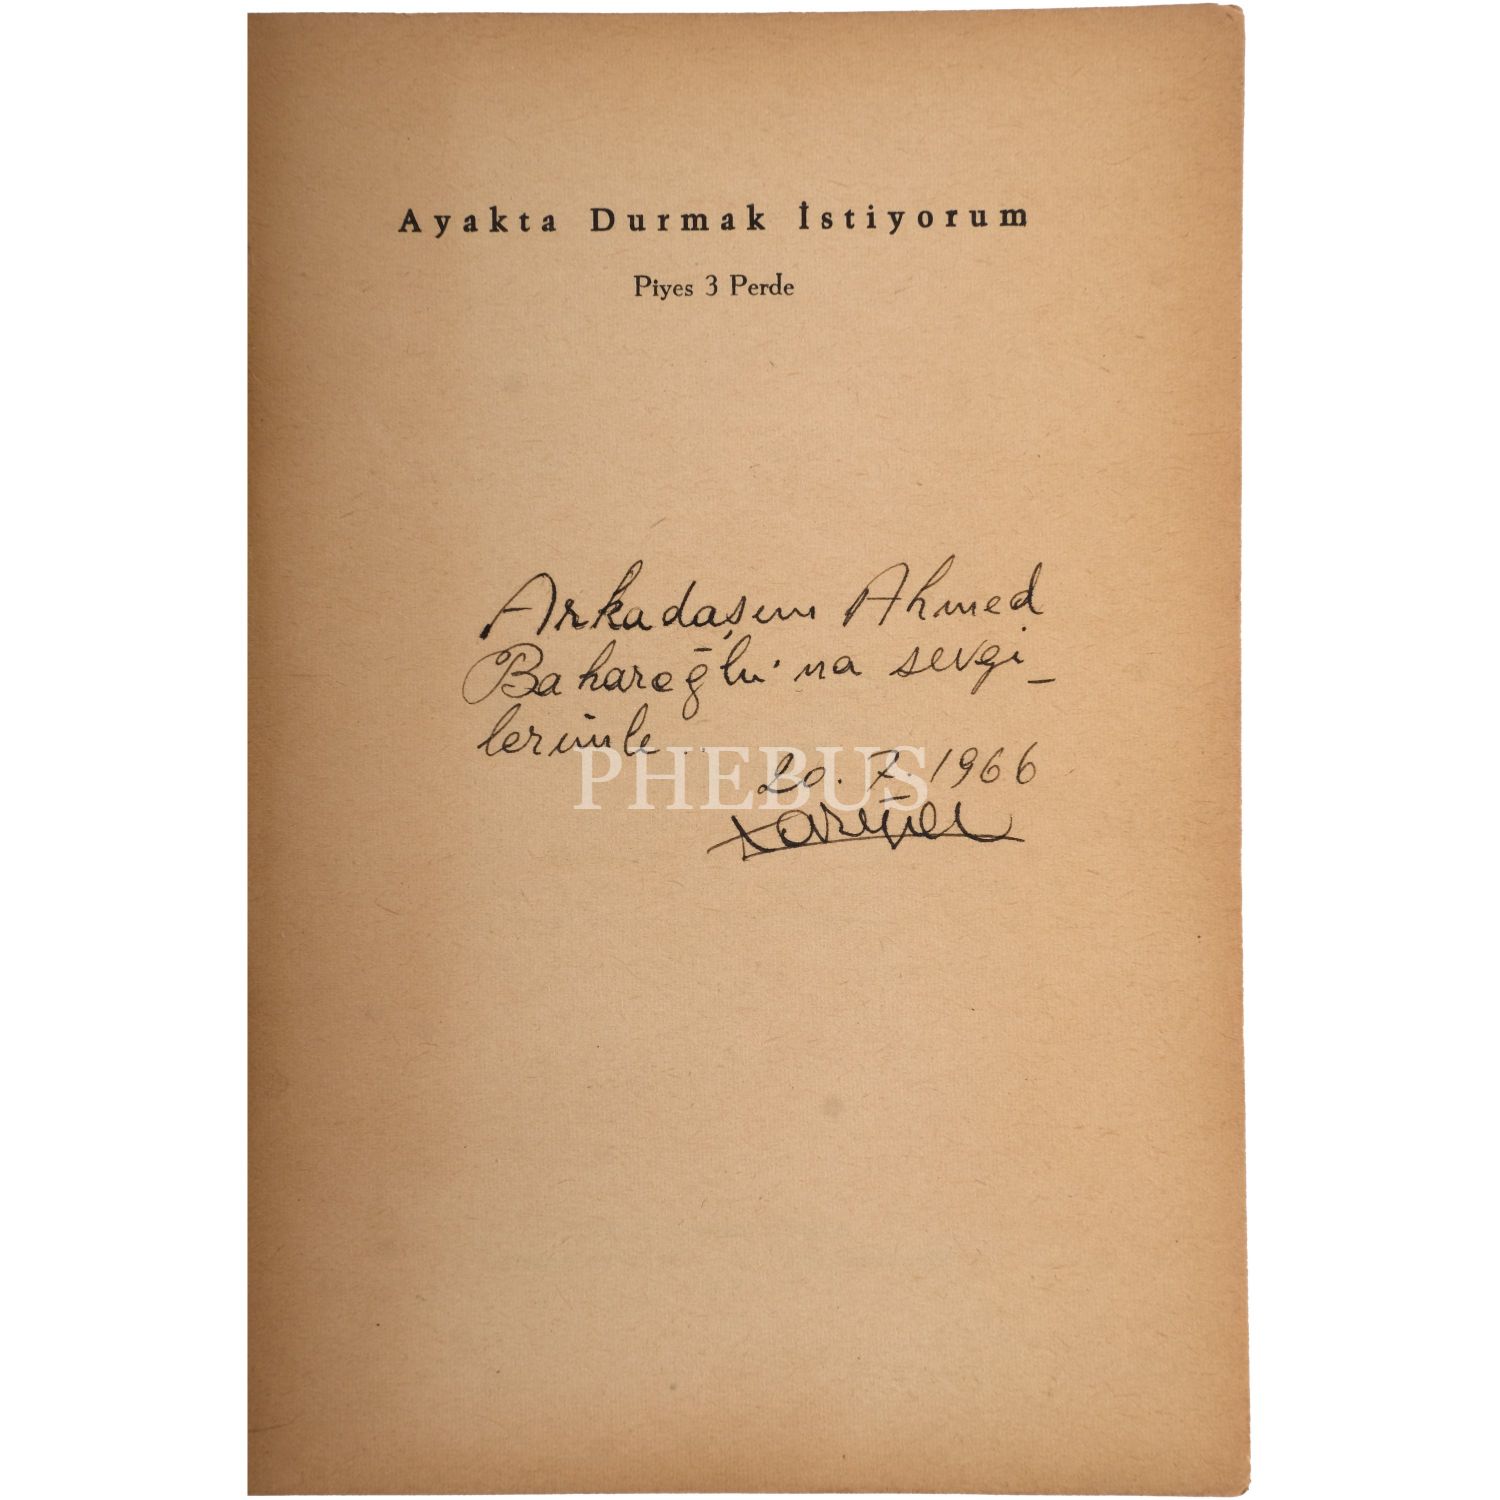 Ayakta Durmak İstiyorum
Piyes 3 Perde
Arkadaşım Ahmed
Baharoğlu'na sevgi_
lerimle..
PHEBUS
20.7.1966